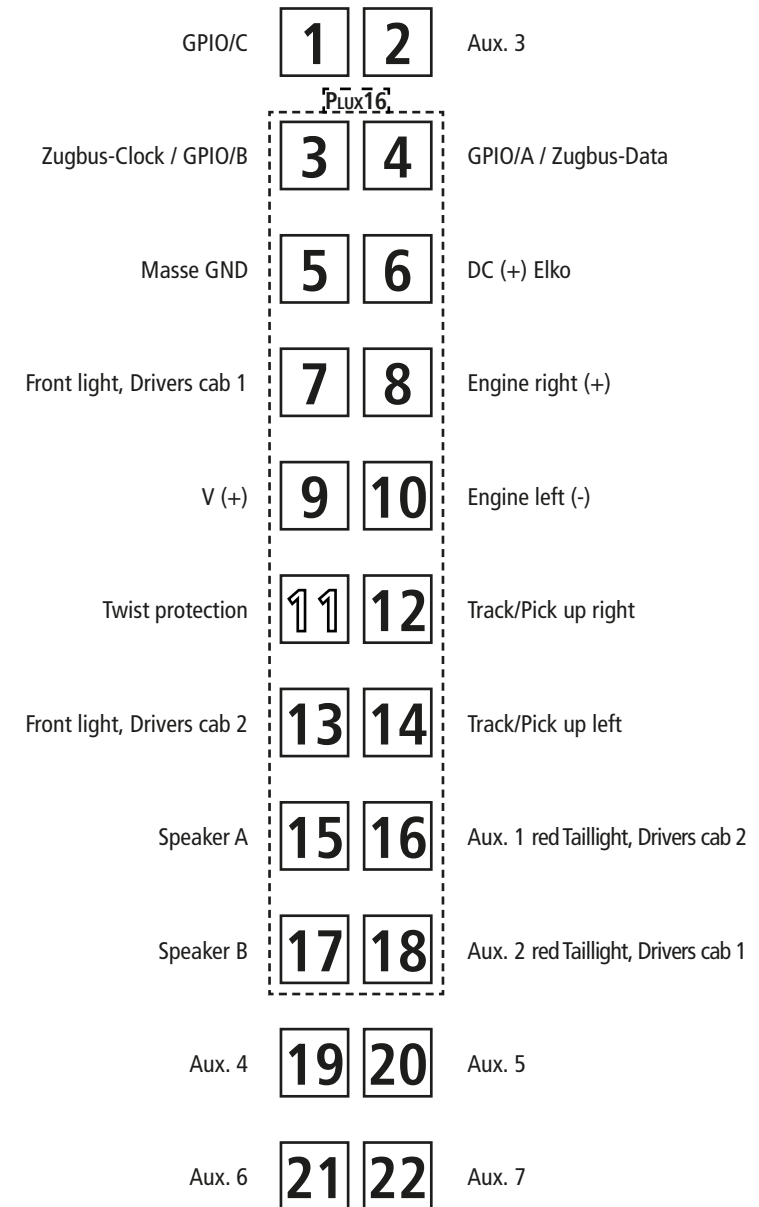 GPIO/C 1 2 Aux. 3
PLUX16
Zugbus-Clock / GPIO/B 3 4 GPIO/A / Zugbus-Data
Masse GND 5 6 DC (+) Elko
Front light, Drivers cab 1 7 8 Engine right (+)
V (+) 9 10 Engine left (-)
Twist protection 11 12 Track/Pick up right
Front light, Drivers cab 2 13 14 Track/Pick up left
Speaker A 15 16 Aux. 1 red Taillight, Drivers cab 2
Speaker B 17 18 Aux. 2 red Taillight, Drivers cab 1
Aux. 4 19 20 Aux. 5
Aux. 6 21 22 Aux. 7